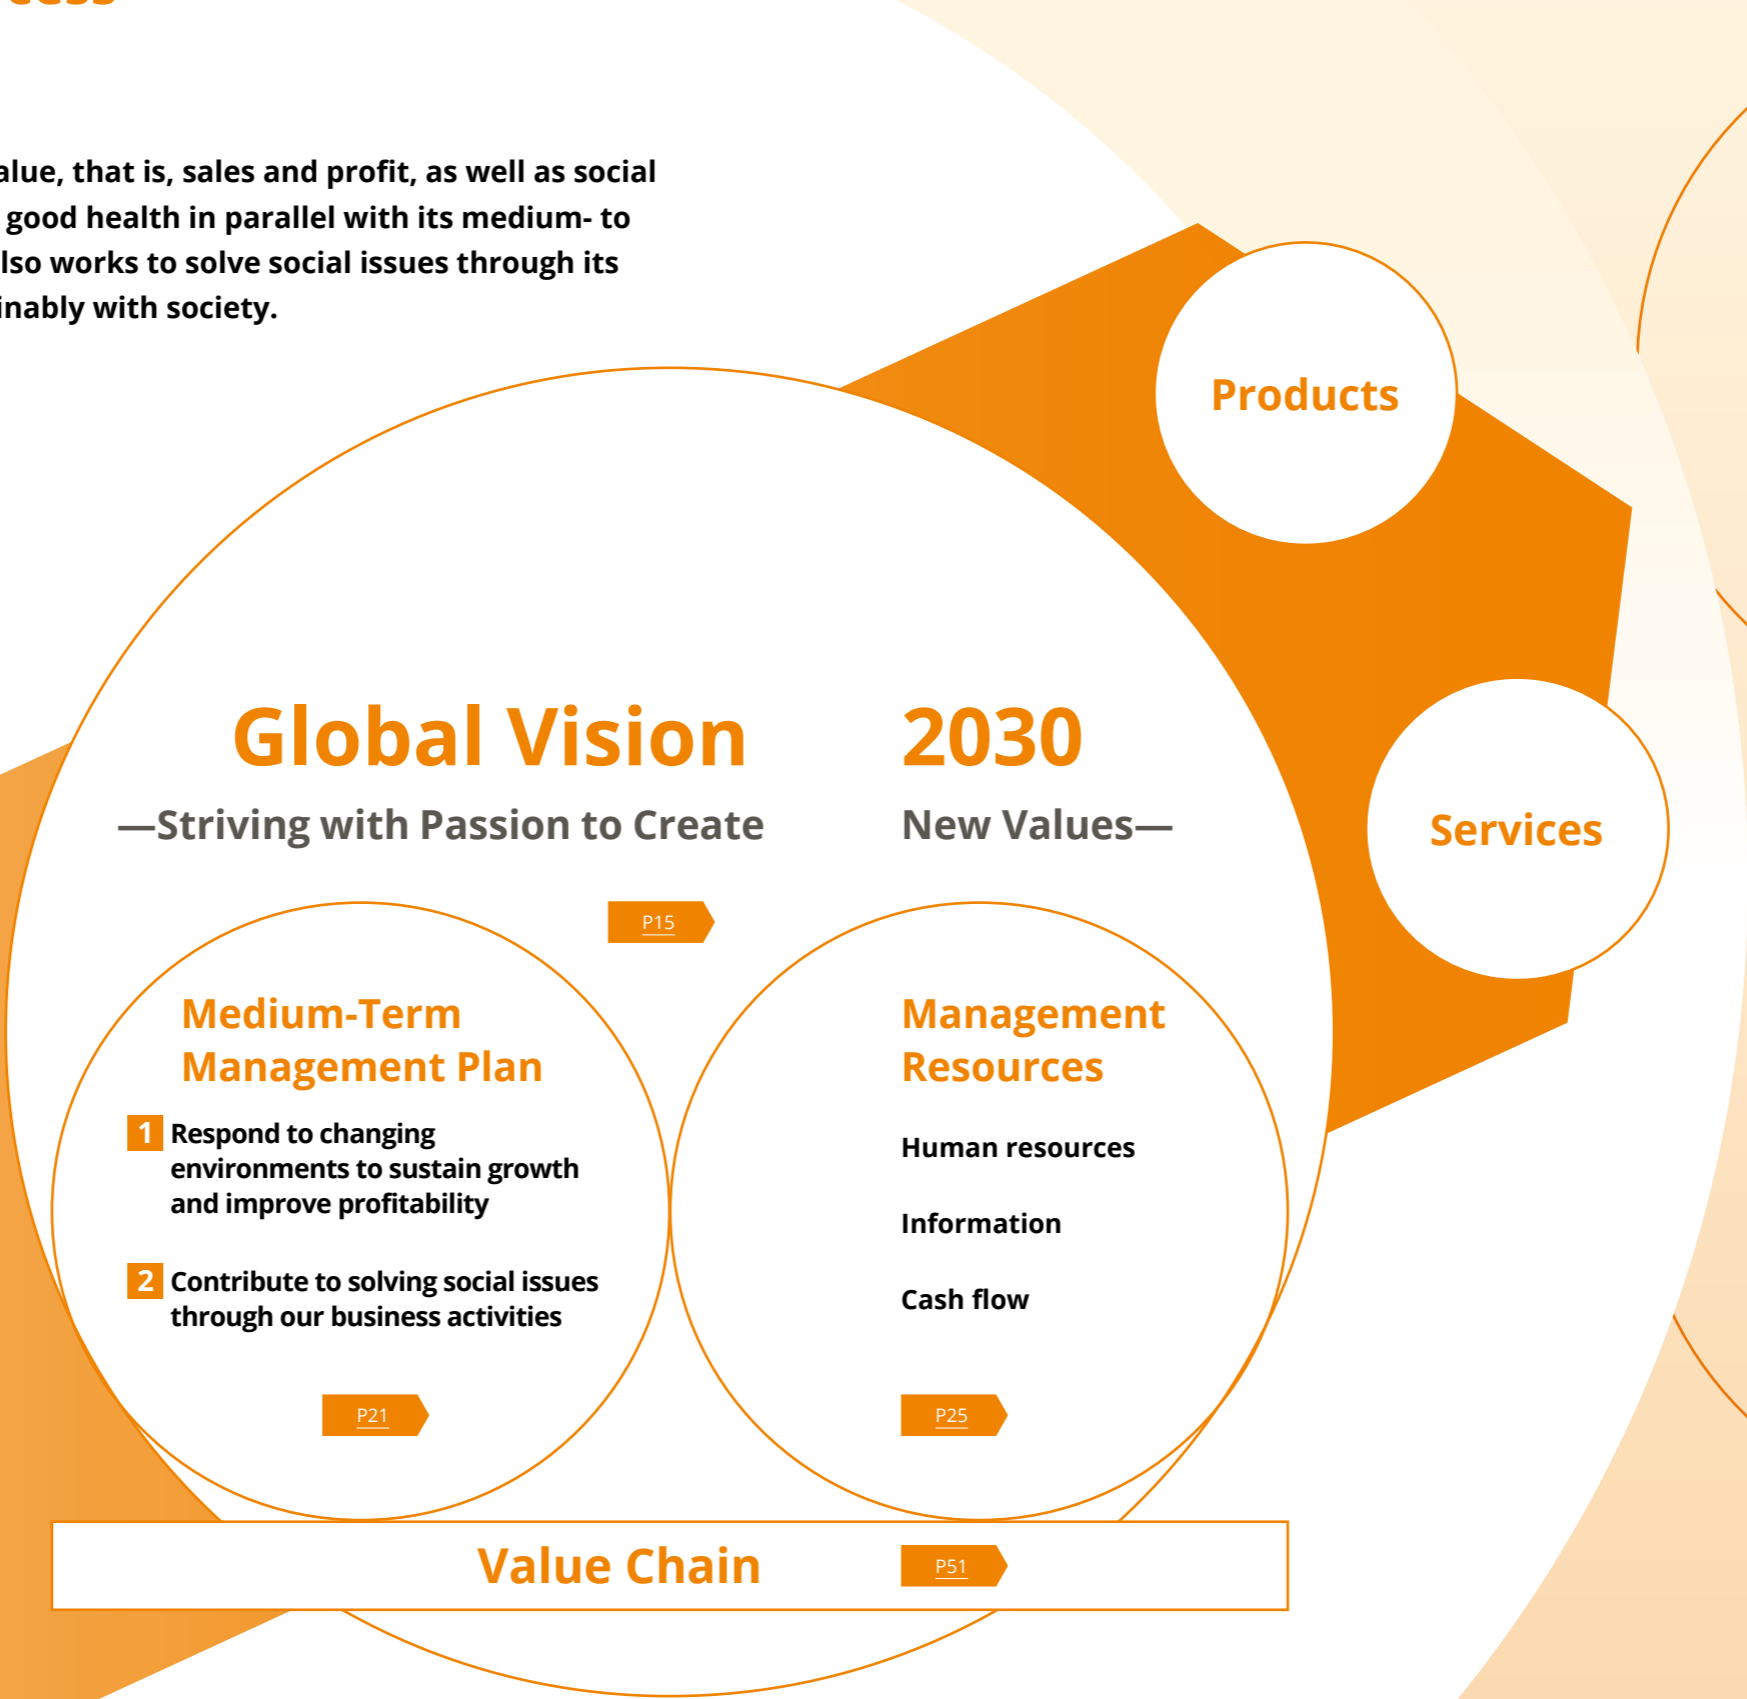 alue, that is, sales and profit, as well as social
good health in parallel with its medium- to
lso works to solve social issues through its
inably with society.
Products
Services
Global Vision 2030
—Striving with Passion to Create New Values—
P15
Medium-Term
Management Plan
1 Respond to changing
environments to sustain growth
and improve profitability
2 Contribute to solving social issues
through our business activities
P21
Management
Resources
Human resources
Information
Cash flow
P25
Value Chain P51